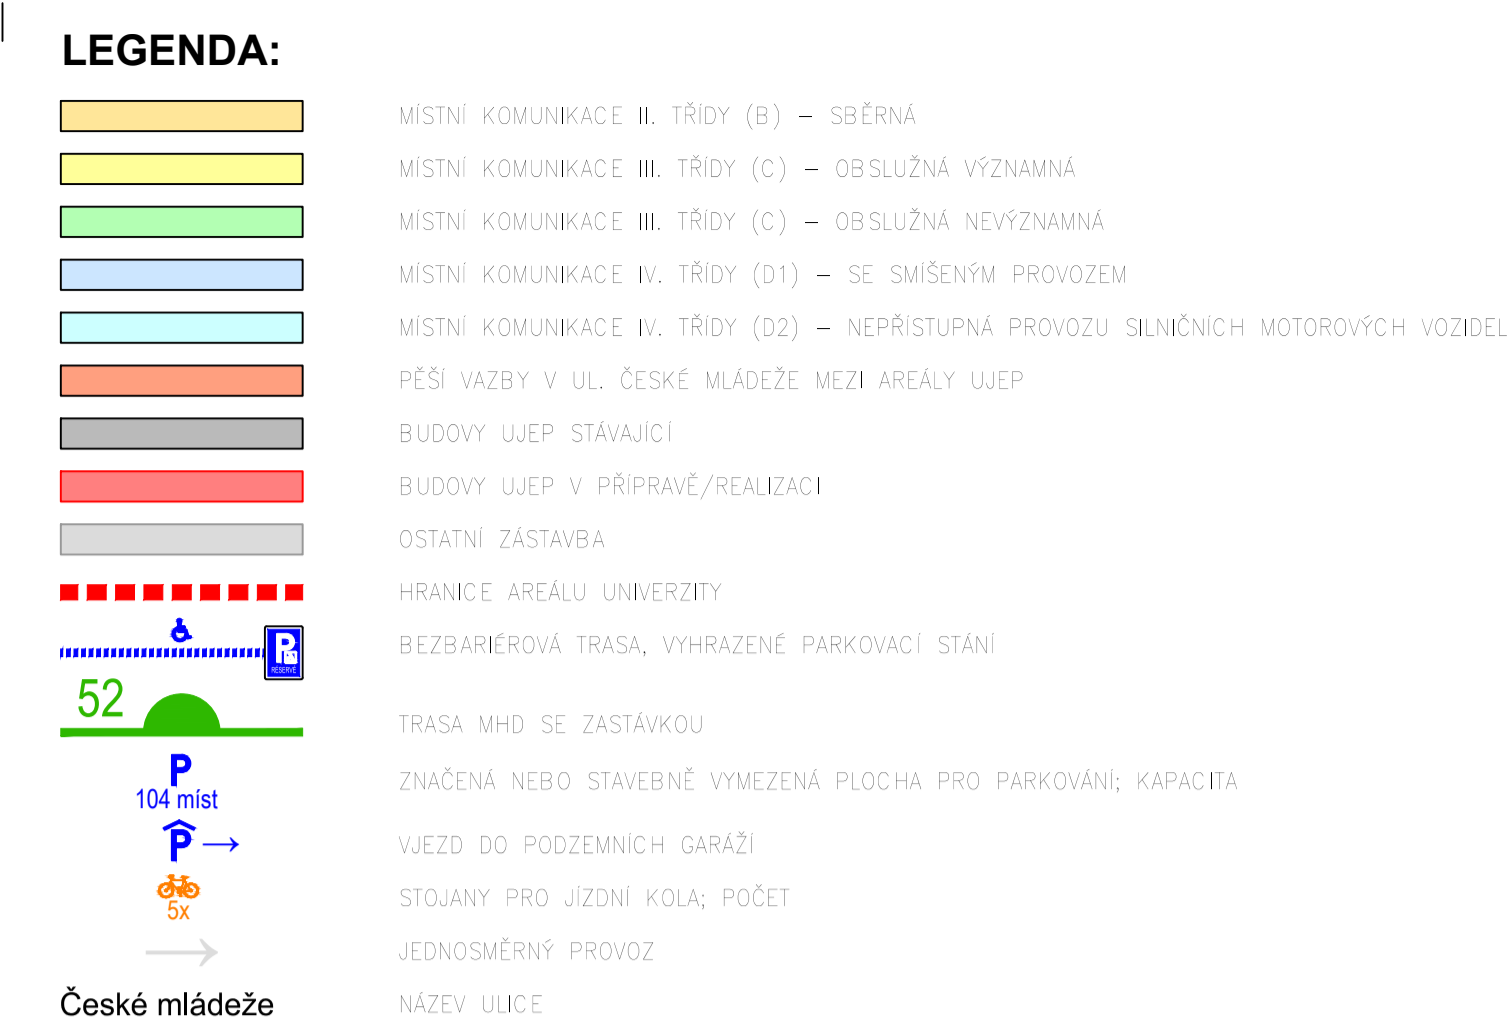 LEGENDA:
MÍSTNÍ KOMUNIKACE II. TŘÍDY (B) – SBĚRNÁ
MÍSTNÍ KOMUNIKACE III. TŘÍDY (C) – OBSLUŽNÁ VÝZNAMNÁ
MÍSTNÍ KOMUNIKACE III. TŘÍDY (C) – OBSLUŽNÁ NEVÝZNAMNÁ
MÍSTNÍ KOMUNIKACE IV. TŘÍDY (D1) – SE SMÍŠENÝM PROVOZEM
MÍSTNÍ KOMUNIKACE IV. TŘÍDY (D2) – NEPŘÍSTUPNÁ PROVOZU SILNIČNÍCH MOTOROVÝCH VOZIDEL
PĚŠÍ VAZBY V UL. ČESKÉ MLÁDEŽE MEZI AREÁLY UJEP
BUDOVY UJEP STÁVAJÍCÍ
BUDOVY UJEP V PŘÍPRAVĚ/REALIZACI
OSTATNÍ ZÁSTAVBA
HRANICE AREÁLU UNIVERZITY
P
RÉSERVÉ
BEZBARIÉROVÁ TRASA, VYHRAZENÉ PARKOVACÍ STÁNÍ
52
TRASA MHD SE ZASTÁVKOU
P
104 míst
ZNAČENÁ NEBO STAVEBNĚ VYMEZENÁ PLOCHA PRO PARKOVÁNÍ; KAPACITA
P →
VJEZD DO PODZEMNÍCH GARÁŽÍ
5x
STOJANY PRO JÍZDNÍ KOLA; POČET
JEDNOSMĚRNÝ PROVOZ
České mládeže
NÁZEV ULICE